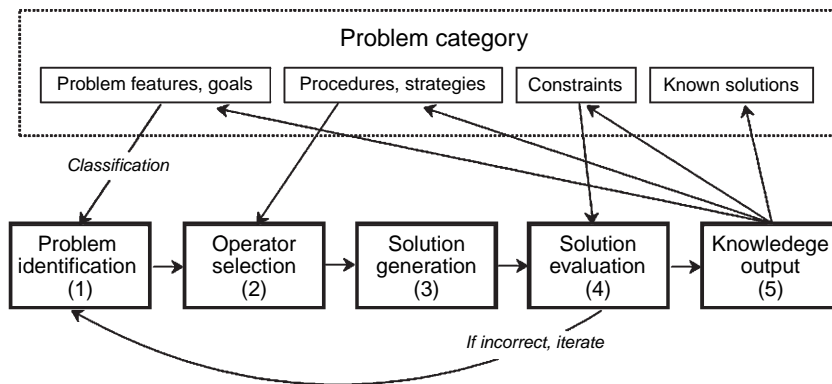 Problem category
Problem features, goals
Procedures, strategies
Constraints
Known solutions
Classification
Problem
identification
(1)
Operator
selection
(2)
Solution
generation
(3)
Solution
evaluation
(4)
Knowledege
output
(5)
If incorrect, iterate